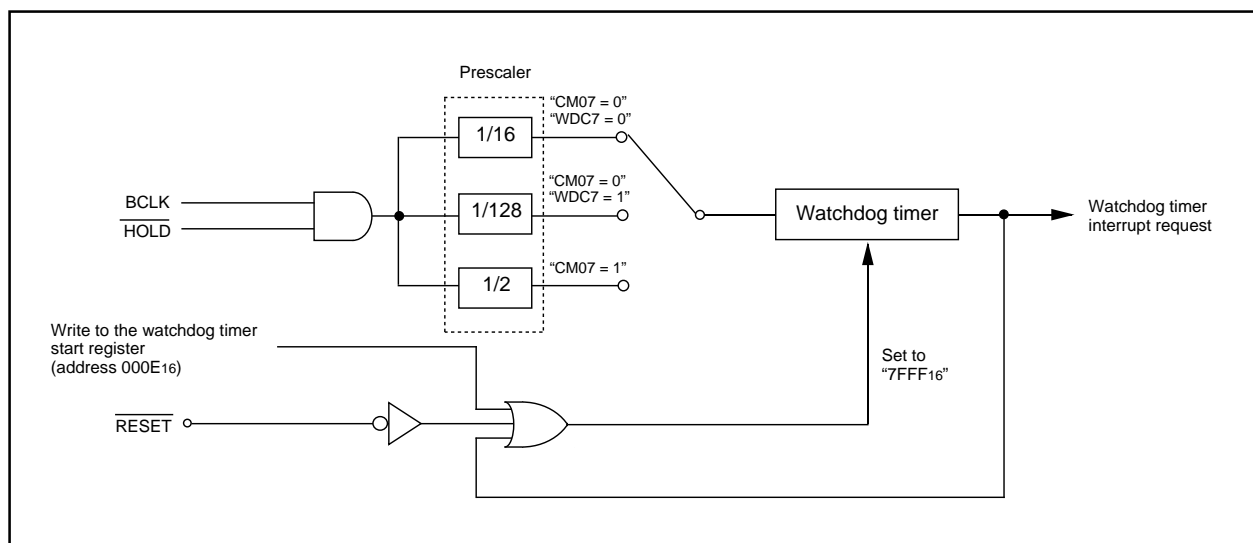 Prescaler
“CM07 = 0”
“WDC7 = 0”
1/16
BCLK
HOLD
“CM07 = 0”
“WDC7 = 1”
1/128
Watchdog timer
Watchdog timer
interrupt request
“CM07 = 1”
1/2
Write to the watchdog timer
start register
(address 000E16)
Set to
“7FFF16”
RESET